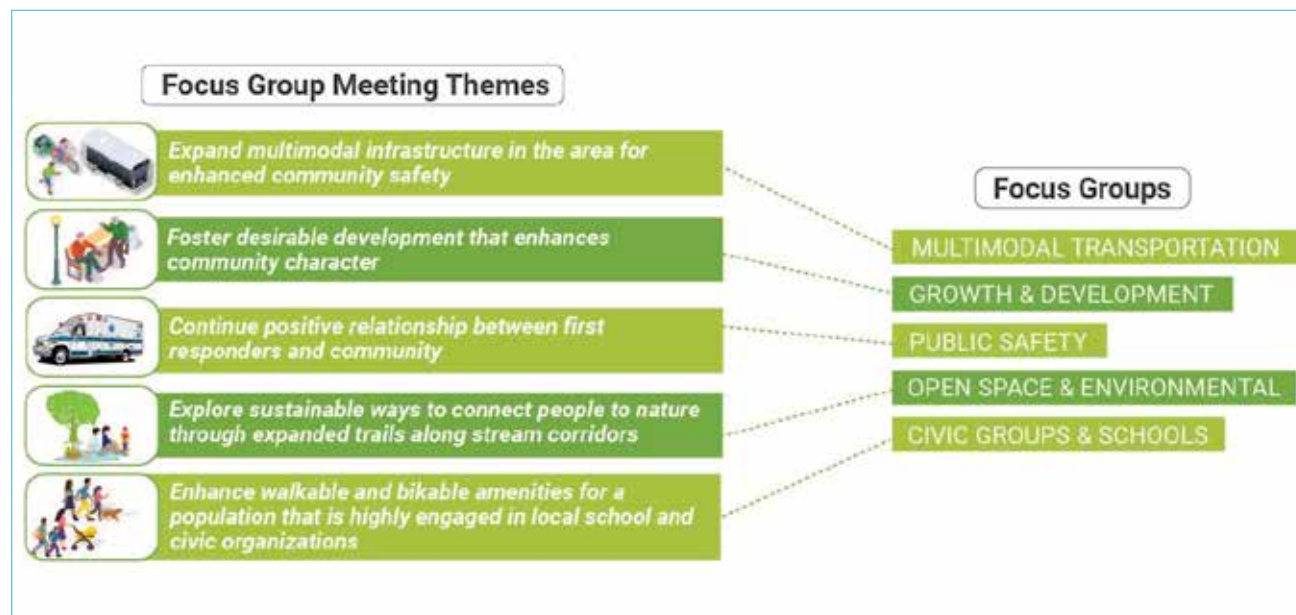 Focus Group Meeting Themes
Expand multimodal infrastructure in the area for
enhanced community safety
Foster desirable development that enhances
community character
Continue positive relationship between first
responders and community
Explore sustainable ways to connect people to nature
through expanded trails along stream corridors
Enhance walkable and bikable amenities for a
population that is highly engaged in local school and
civic organizations
Focus Groups
MULTIMODAL TRANSPORTATION
GROWTH & DEVELOPMENT
PUBLIC SAFETY
OPEN SPACE & ENVIRONMENTAL
CIVIC GROUPS & SCHOOLS